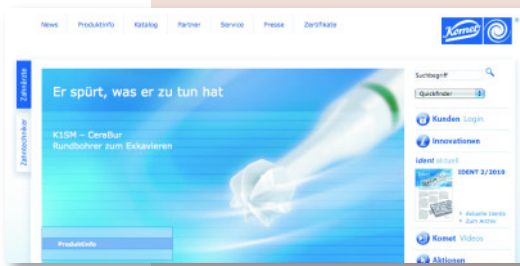 News Produktinfo Katalog Partner Service Presse Zertifikate
Komet
Zahnärzte
Zahntechniker
Er spürt, was er zu tun hat
K1SM – CeraBur
Rundbohrer zum Exkavieren
Produktinfo
Suchbegriff
Quickfinder
Kunden Login
Innovationen
ident aktuell
IDENT 2/2010
Aktuelle Idents
Zum Archiv
Komet Videos
Aktionen